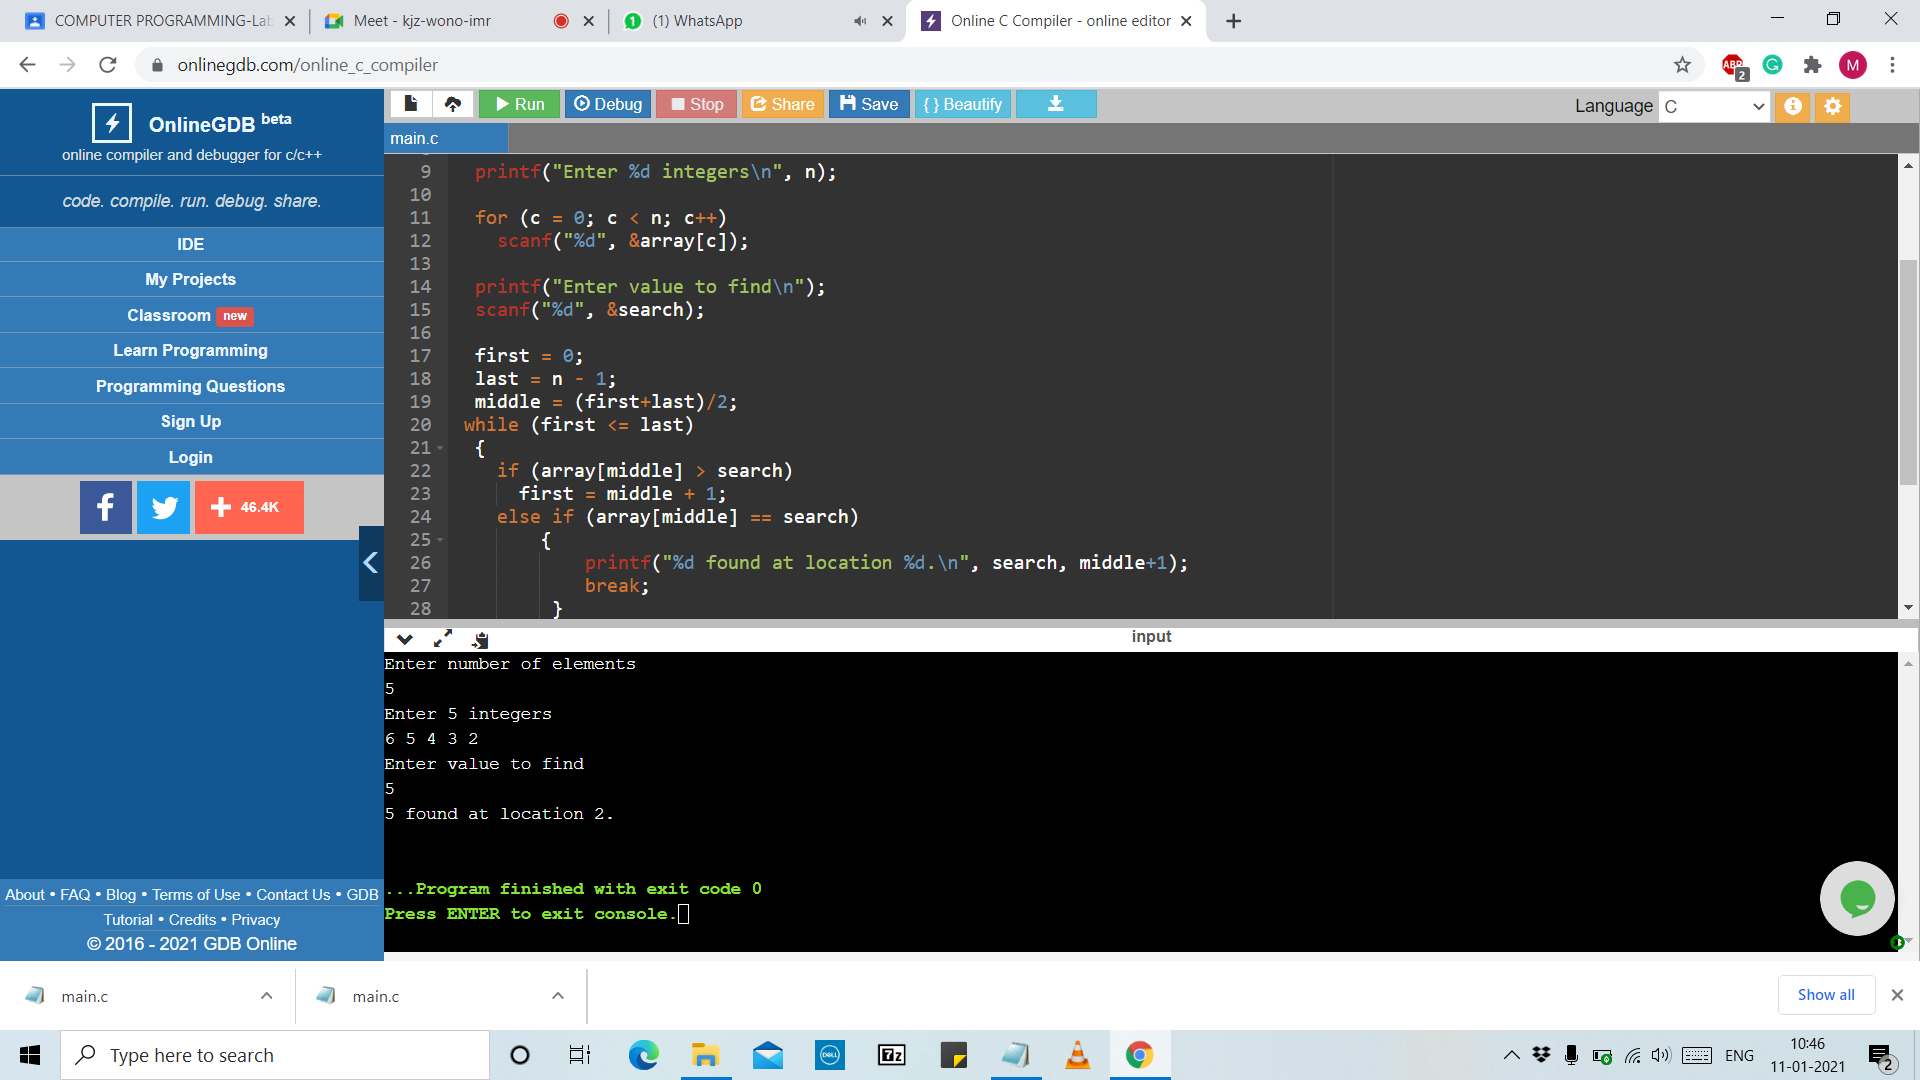 COMPUTER PROGRAMMING-Lab
Meet - kjz-wono-imr
(1) WhatsApp
Online C Compiler - online editor
onlinegdb.com/online_c_compiler
ABP
2
M
OnlineGDB beta
online compiler and debugger for c/c++
code. compile. run. debug. share.
IDE
My Projects
Classroom new
Learn Programming
Programming Questions
Sign Up
Login
46.4K
About • FAQ • Blog • Terms of Use • Contact Us • GDB
Tutorial • Credits • Privacy
© 2016 - 2021 GDB Online
Run
Debug
Stop
Share
Save
{ } Beautify
Language C
main.c
9 printf("Enter %d integers\n", n);
10
11 for (c = 0; c < n; c++)
12 scanf("%d", &array[c]);
13
14 printf("Enter value to find\n");
15 scanf("%d", &search);
16
17 first = 0;
18 last = n - 1;
19 middle = (first+last)/2;
20 while (first <= last)
21 {
22 if (array[middle] > search)
23 first = middle + 1;
24 else if (array[middle] == search)
25 {
26 printf("%d found at location %d.\n", search, middle+1);
27 break;
28 }
input
Enter number of elements
5
Enter 5 integers
6 5 4 3 2
Enter value to find
5
5 found at location 2.
...Program finished with exit code 0
Press ENTER to exit console.
main.c
main.c
Show all
Type here to search
DELL
7z
ENG
10:46
11-01-2021
2